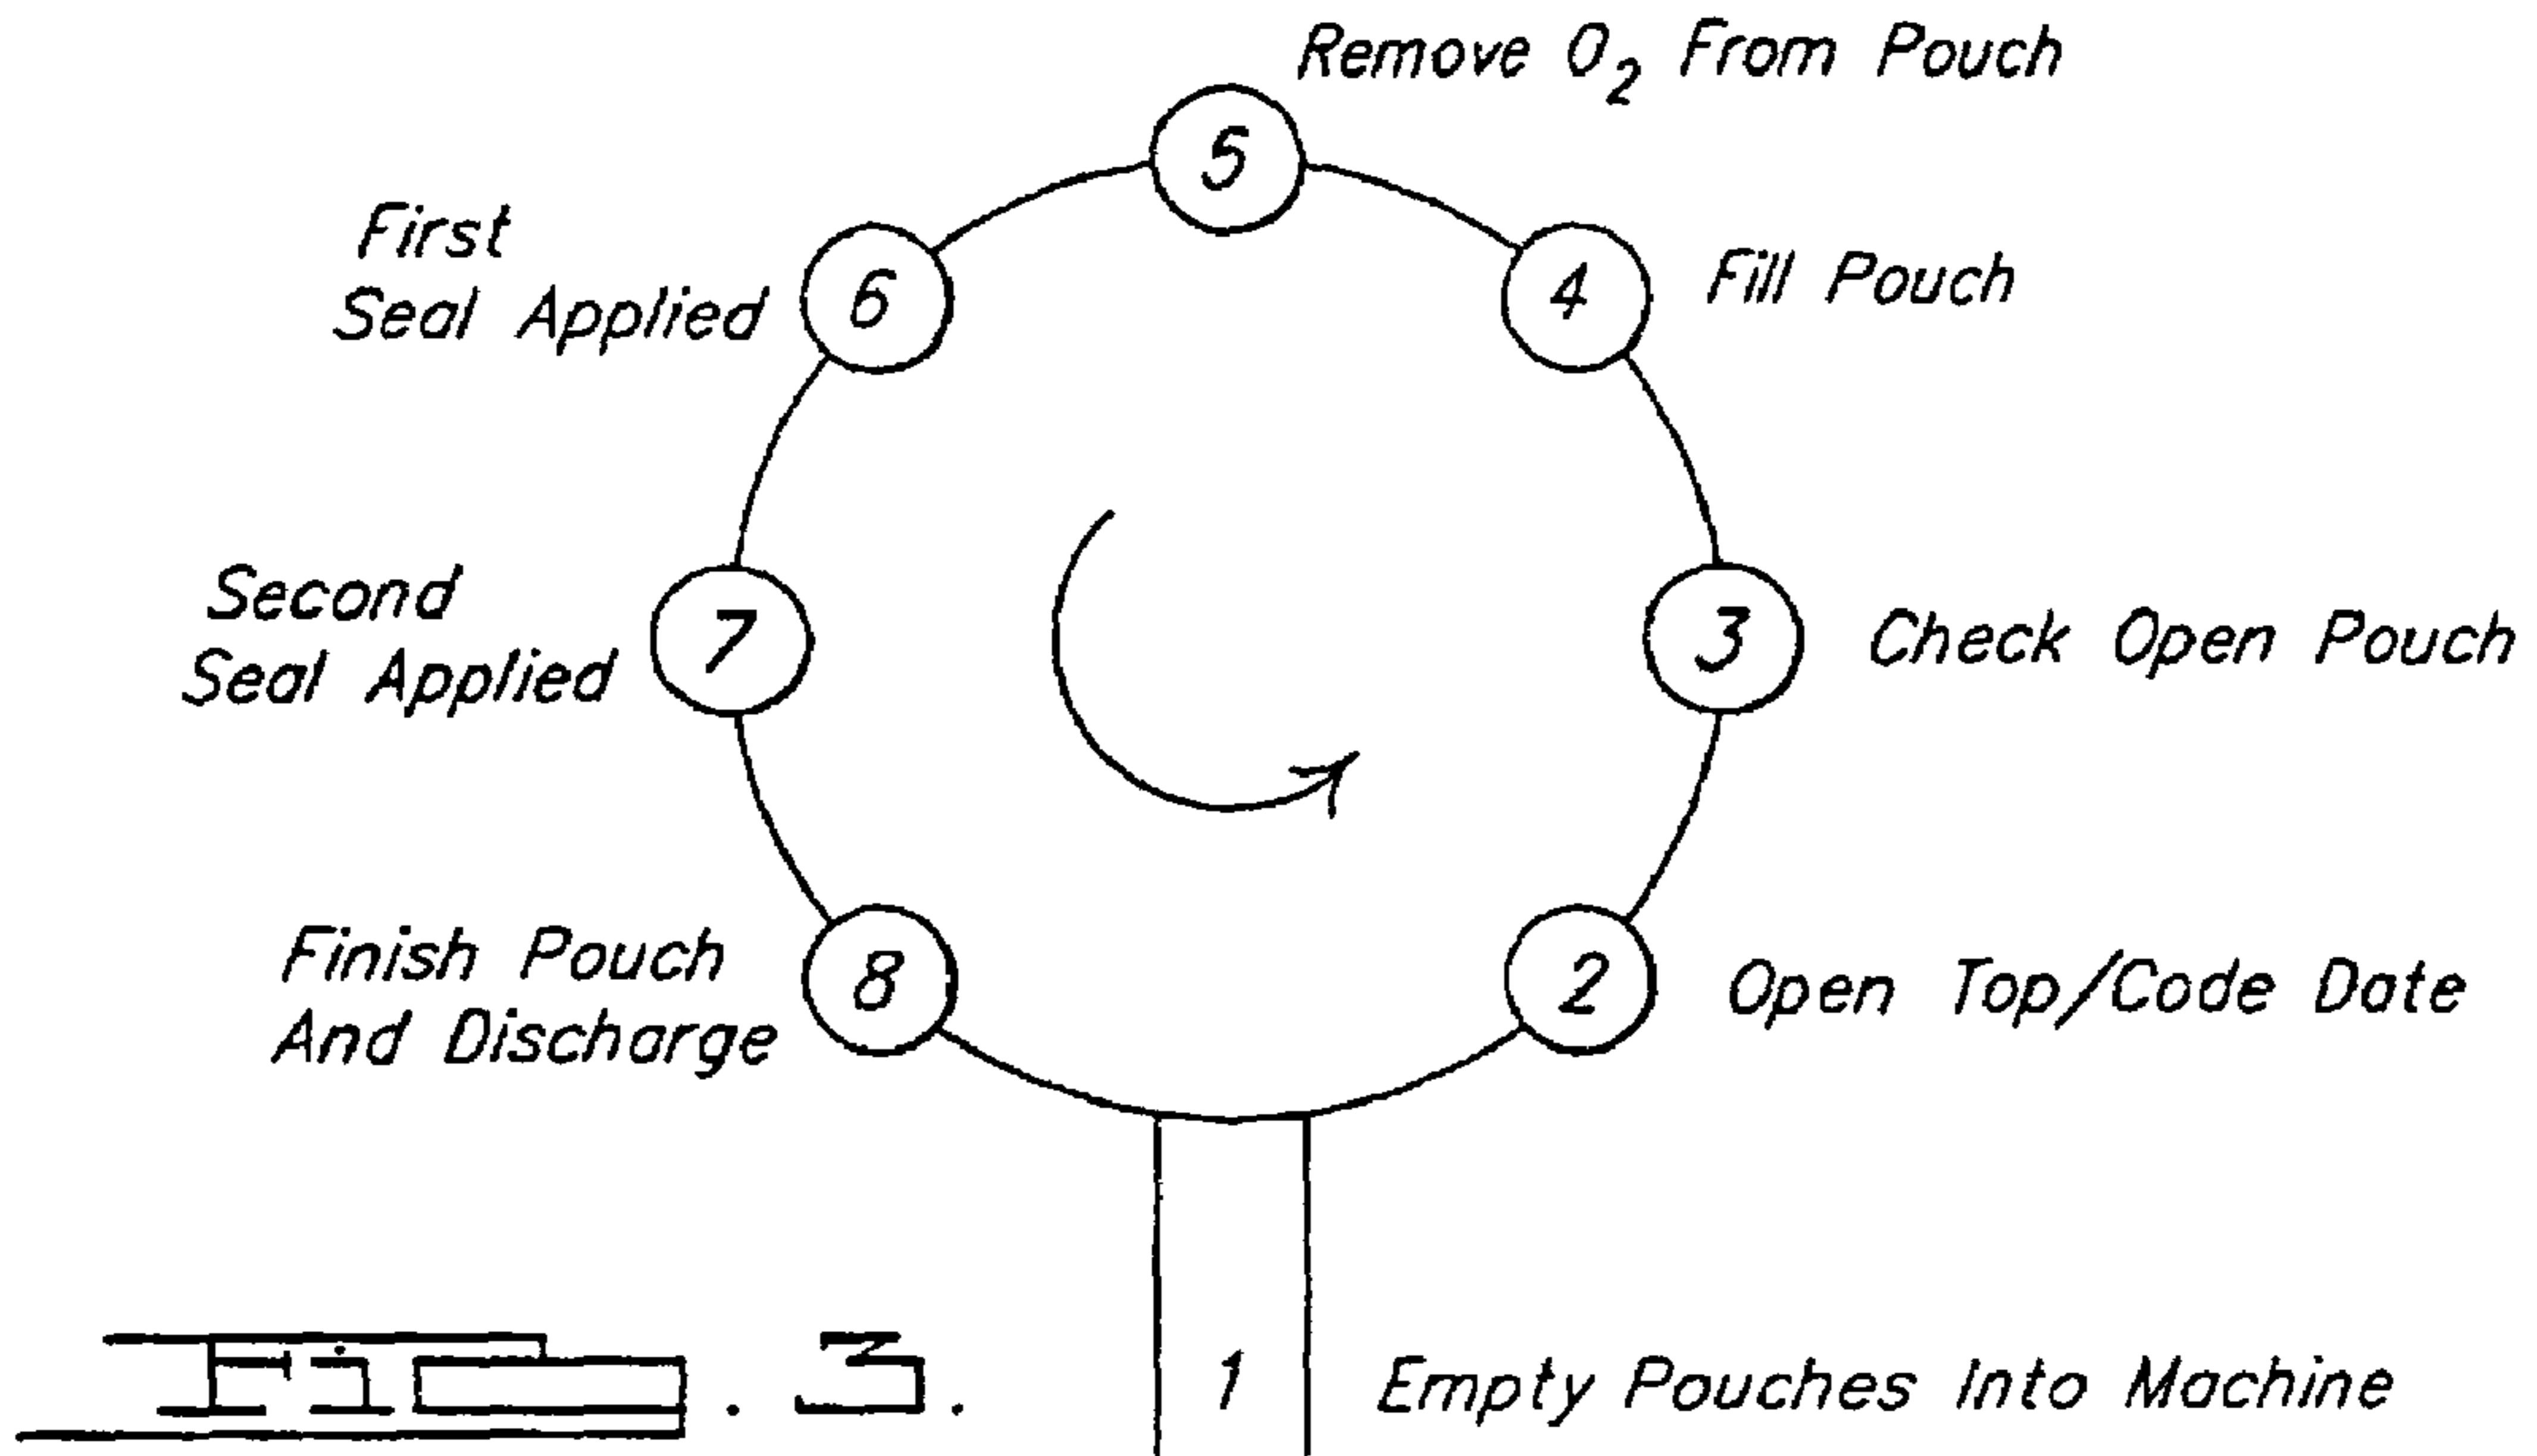 Remove O₂ From Pouch
5
First
Seal Applied
6
4
Fill Pouch
Second
Seal Applied
7
3
Check Open Pouch
Finish Pouch
And Discharge
8
2
Open Top/Code Date
1
Empty Pouches Into Machine
Fig. 3.